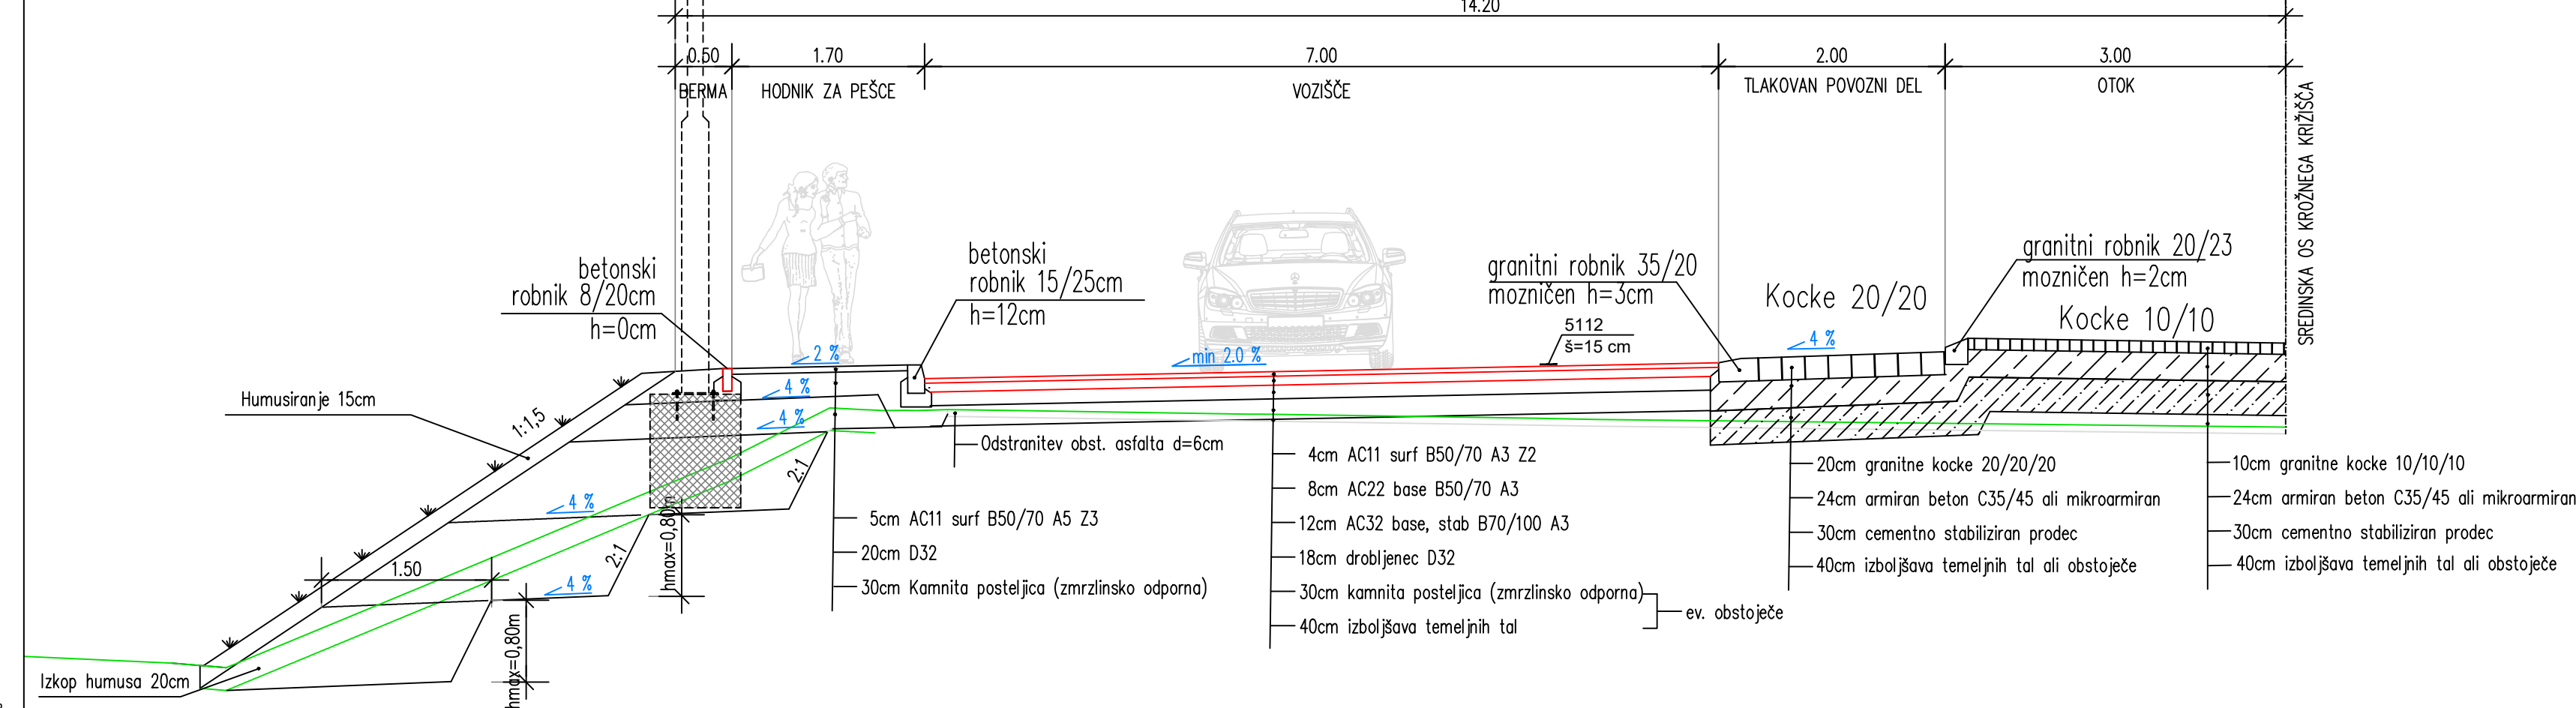 14.20
0.50
1.70
7.00
2.00
3.00
BERMA
HODNIK ZA PEŠCE
VOZIŠČE
TLAKOVAN POVOZNI DEL
OTOK
SREDINSKA OS KROŽNEGA KRIŽIŠČA
betonski
robnik 8/20cm
h=0cm
betonski
robnik 15/25cm
h=12cm
granitni robnik 35/20
mozničen h=3cm
5112
š=15 cm
Kocke 20/20
granitni robnik 20/23
mozničen h=2cm
Kocke 10/10
2 %
min 2.0 %
4 %
4 %
4 %
Humusiranje 15cm
1:1,5
Odstranitev obst. asfalta d=6cm
2:1
4 %
hmax=0,80m
2:1
1.50
4 %
hmax=0,80m
Izkop humusa 20cm
5cm AC11 surf B50/70 A5 Z3
20cm D32
30cm Kamnita posteljica (zmrzlinsko odporna)
4cm AC11 surf B50/70 A3 Z2
8cm AC22 base B50/70 A3
12cm AC32 base, stab B70/100 A3
18cm drobljenec D32
30cm kamnita posteljica (zmrzlinsko odporna)
40cm izboljšava temeljnih tal
ev. obstoječe
20cm granitne kocke 20/20/20
24cm armiran beton C35/45 ali mikroarmiran
30cm cementno stabiliziran prodec
40cm izboljšava temeljnih tal ali obstoječe
10cm granitne kocke 10/10/10
24cm armiran beton C35/45 ali mikroarmiran
30cm cementno stabiliziran prodec
40cm izboljšava temeljnih tal ali obstoječe